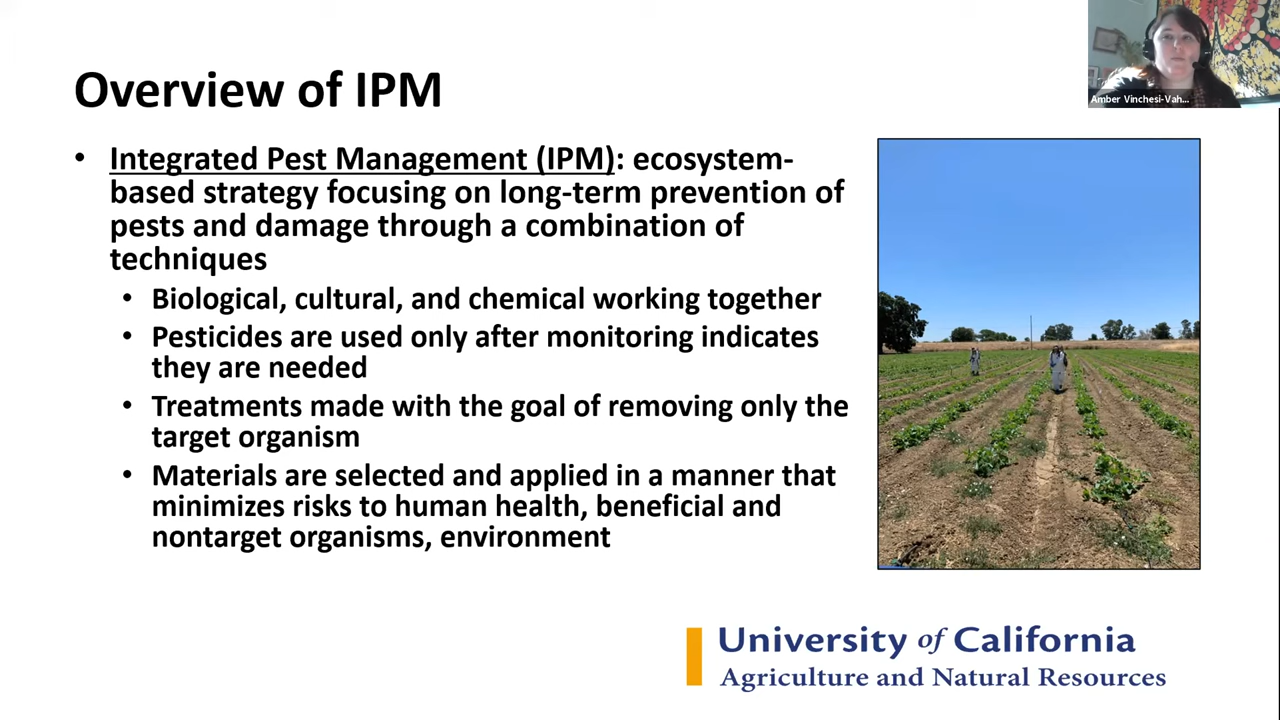 Overview of IPM
Amber Vinchesi-Vah...
• Integrated Pest Management (IPM): ecosystem-
based strategy focusing on long-term prevention of
pests and damage through a combination of
techniques
• Biological, cultural, and chemical working together
• Pesticides are used only after monitoring indicates
they are needed
• Treatments made with the goal of removing only the
target organism
• Materials are selected and applied in a manner that
minimizes risks to human health, beneficial and
nontarget organisms, environment
University of California
Agriculture and Natural Resources